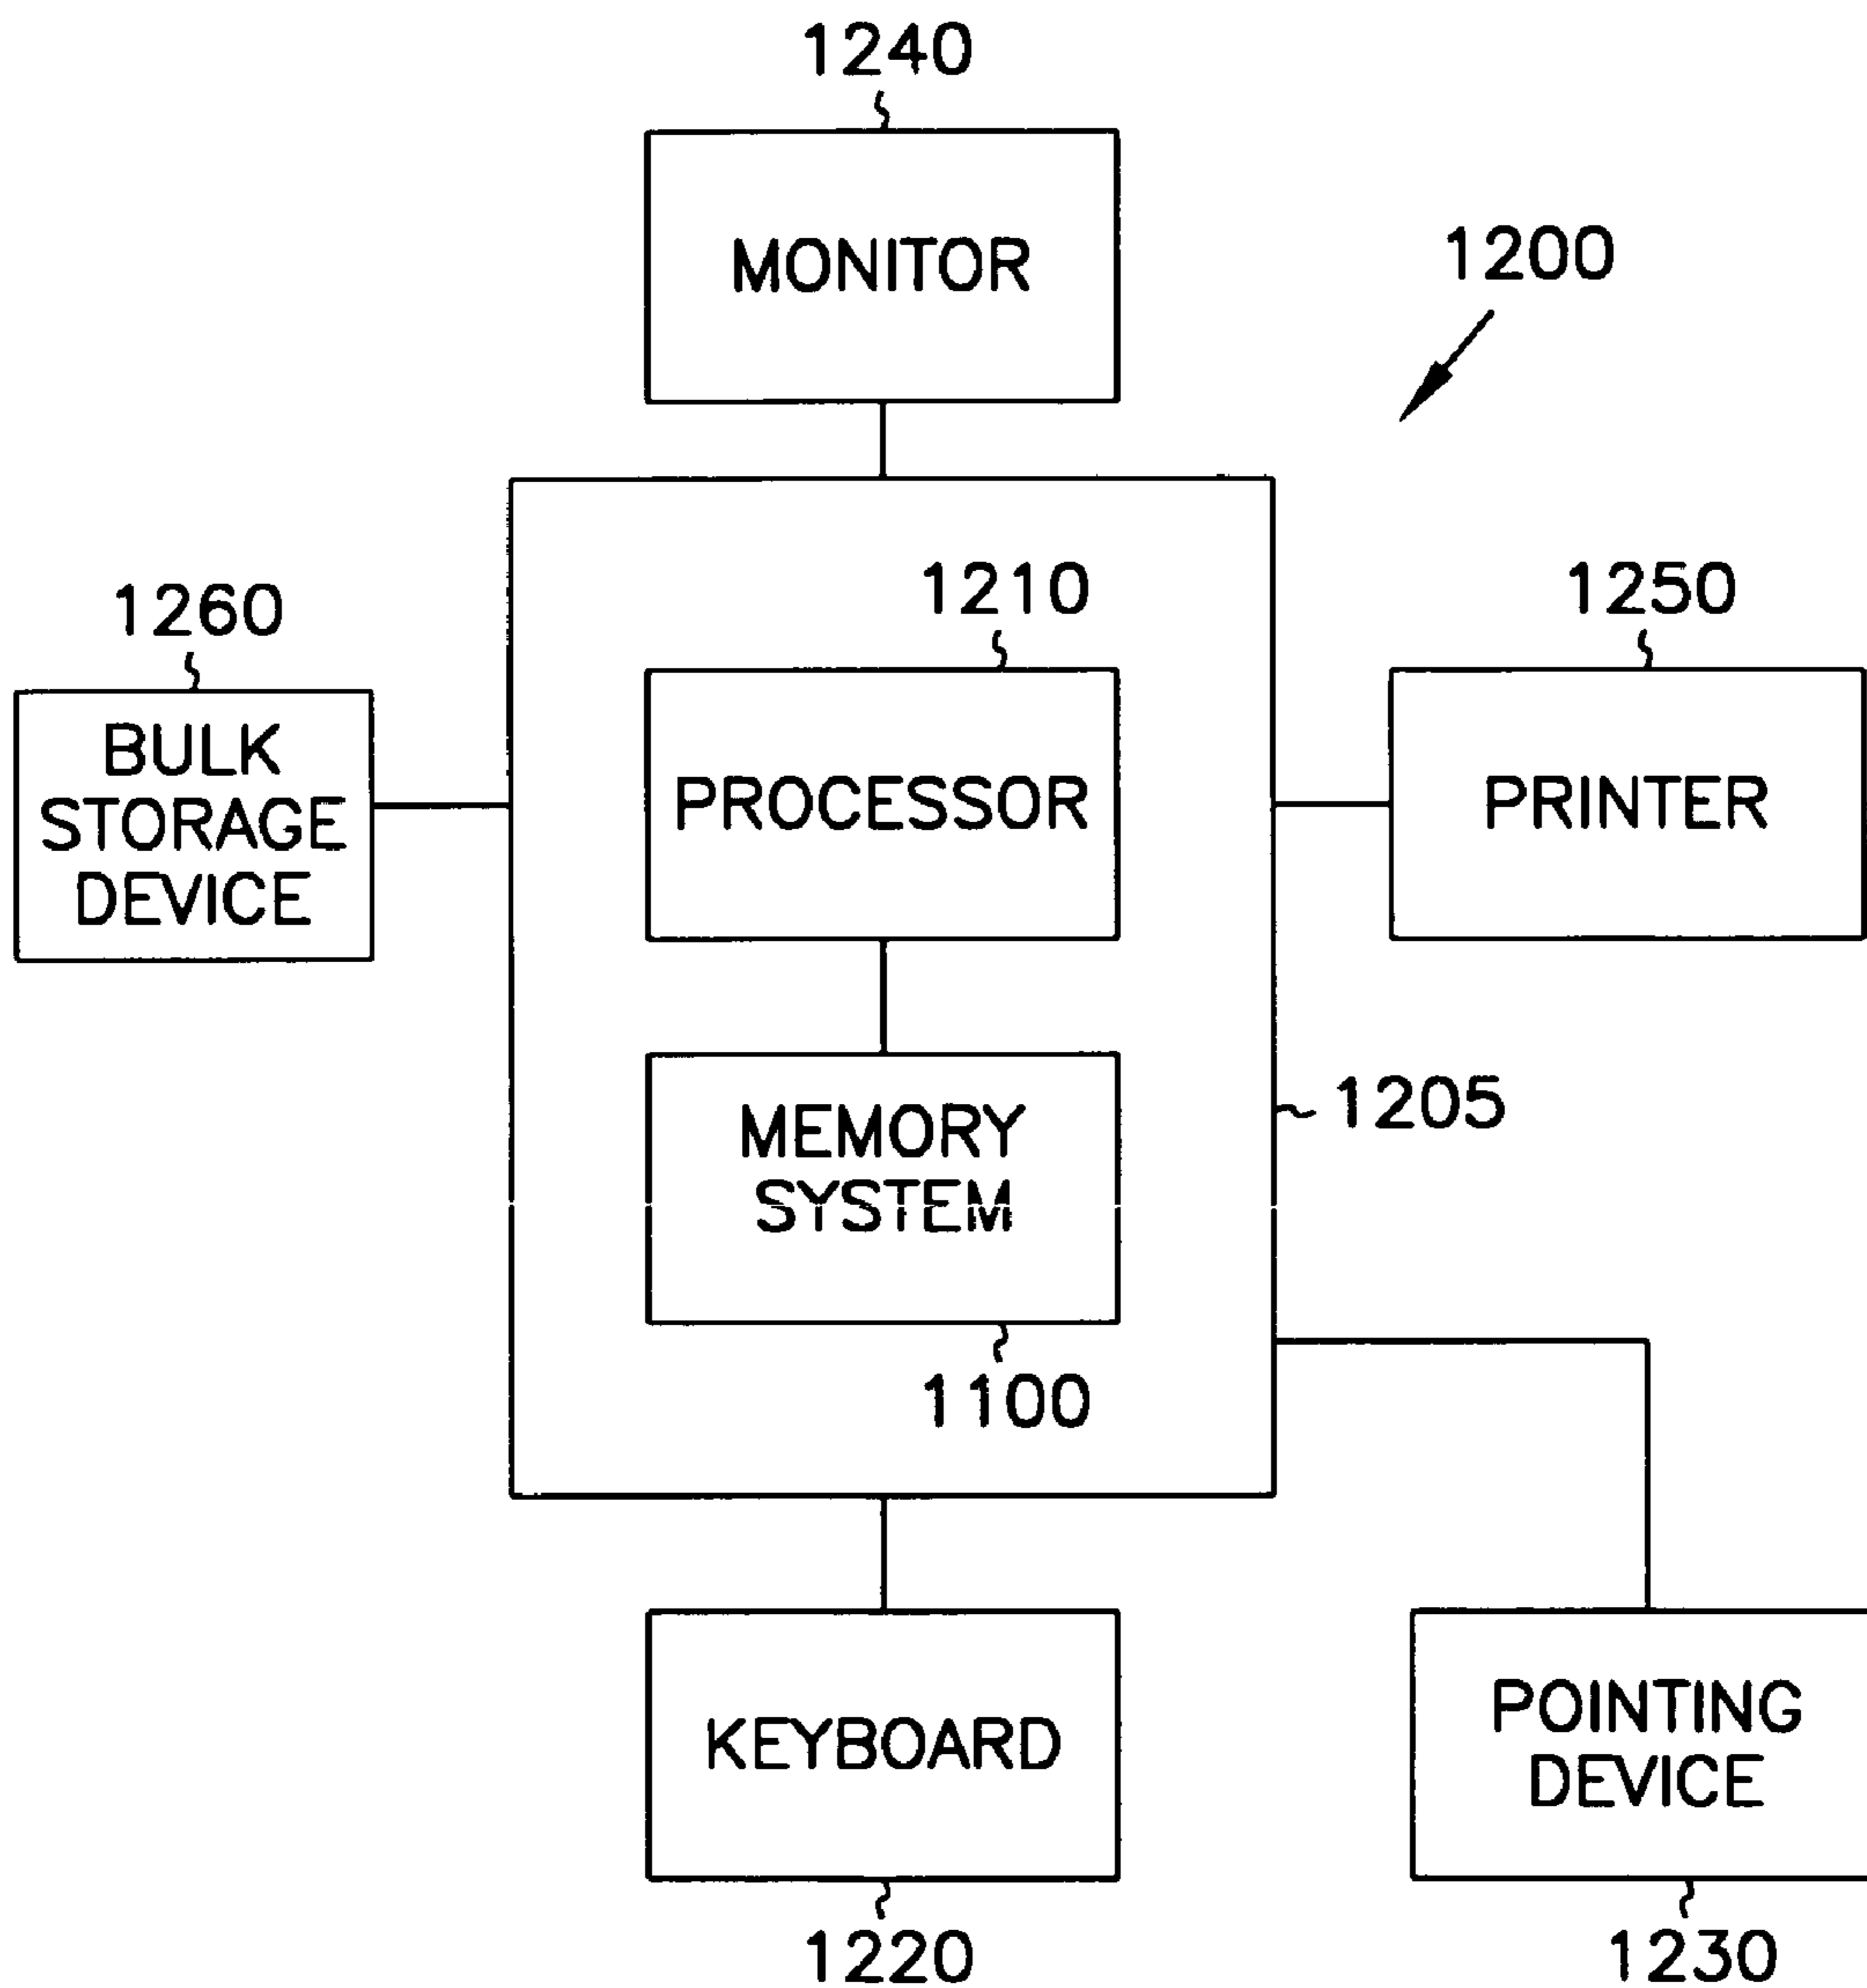 1240
MONITOR
1200
1210
1250
1260
BULK
STORAGE
DEVICE
PROCESSOR
PRINTER
MEMORY
SYSTEM
1205
1100
KEYBOARD
POINTING
DEVICE
1220
1230